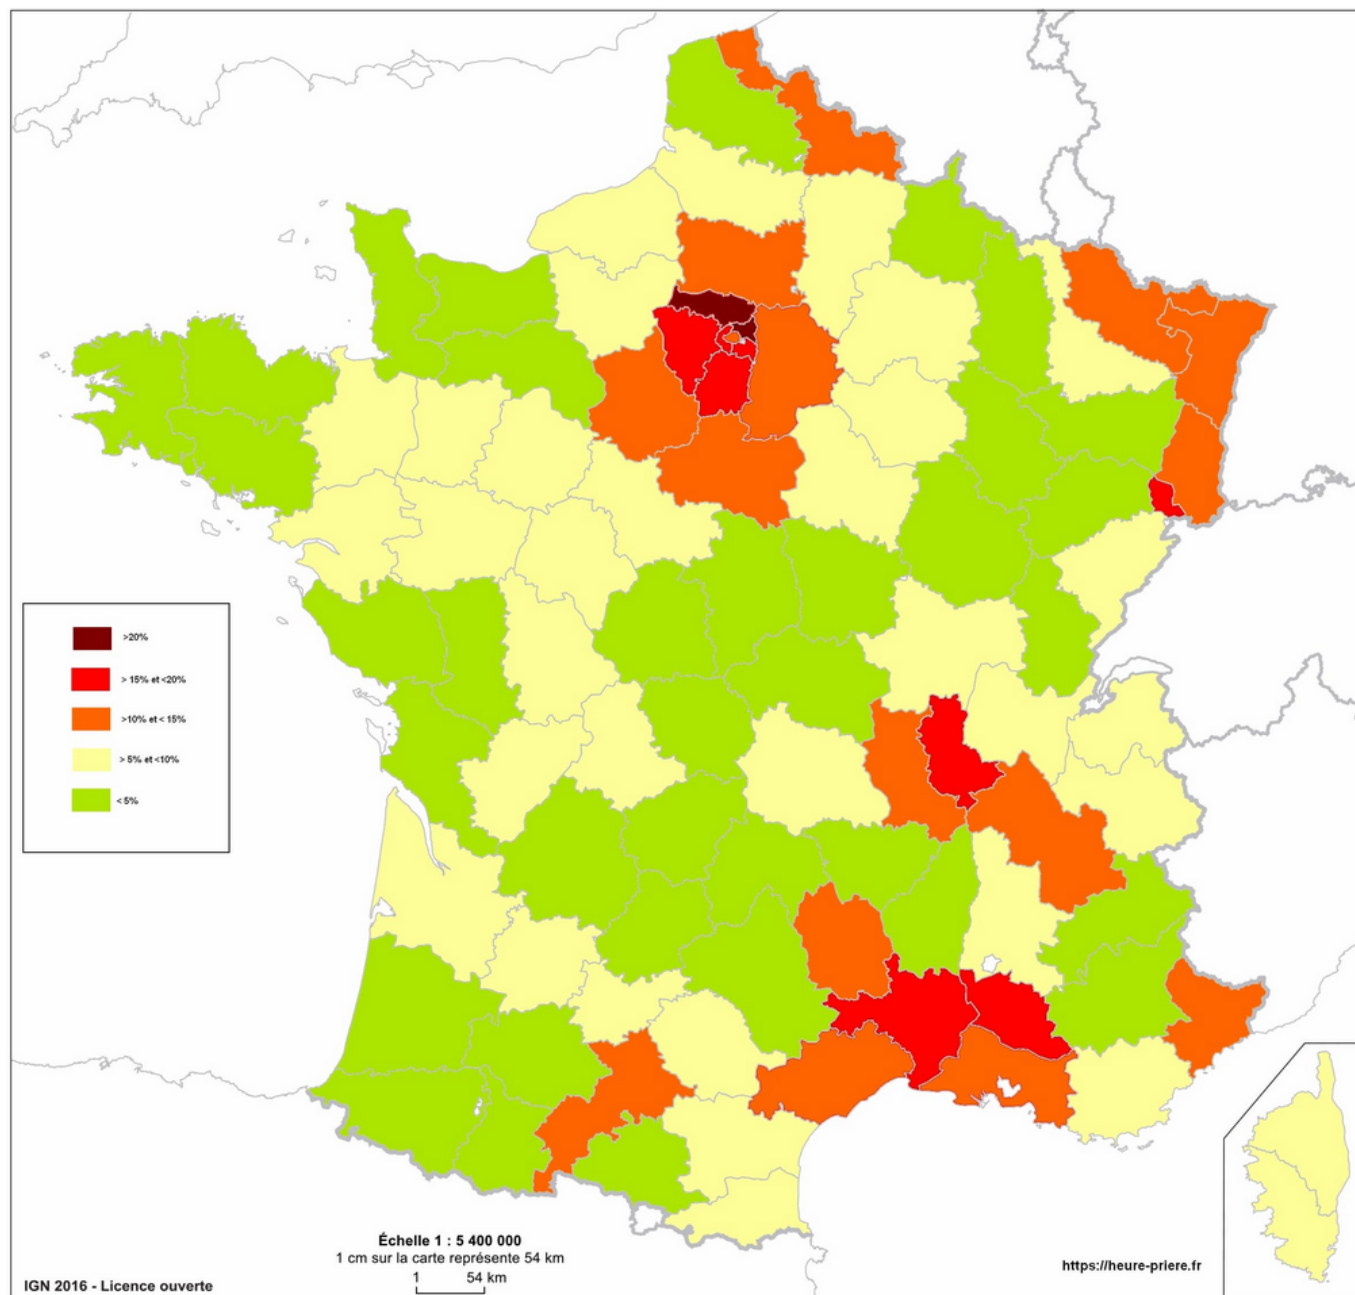 >20%
> 15% et <20%
>10% et < 15%
> 5% et <10%
< 5%
Échelle 1 : 5 400 000
1 cm sur la carte représente 54 km
1 54 km
IGN 2016 - Licence ouverte
https://heure-priere.fr